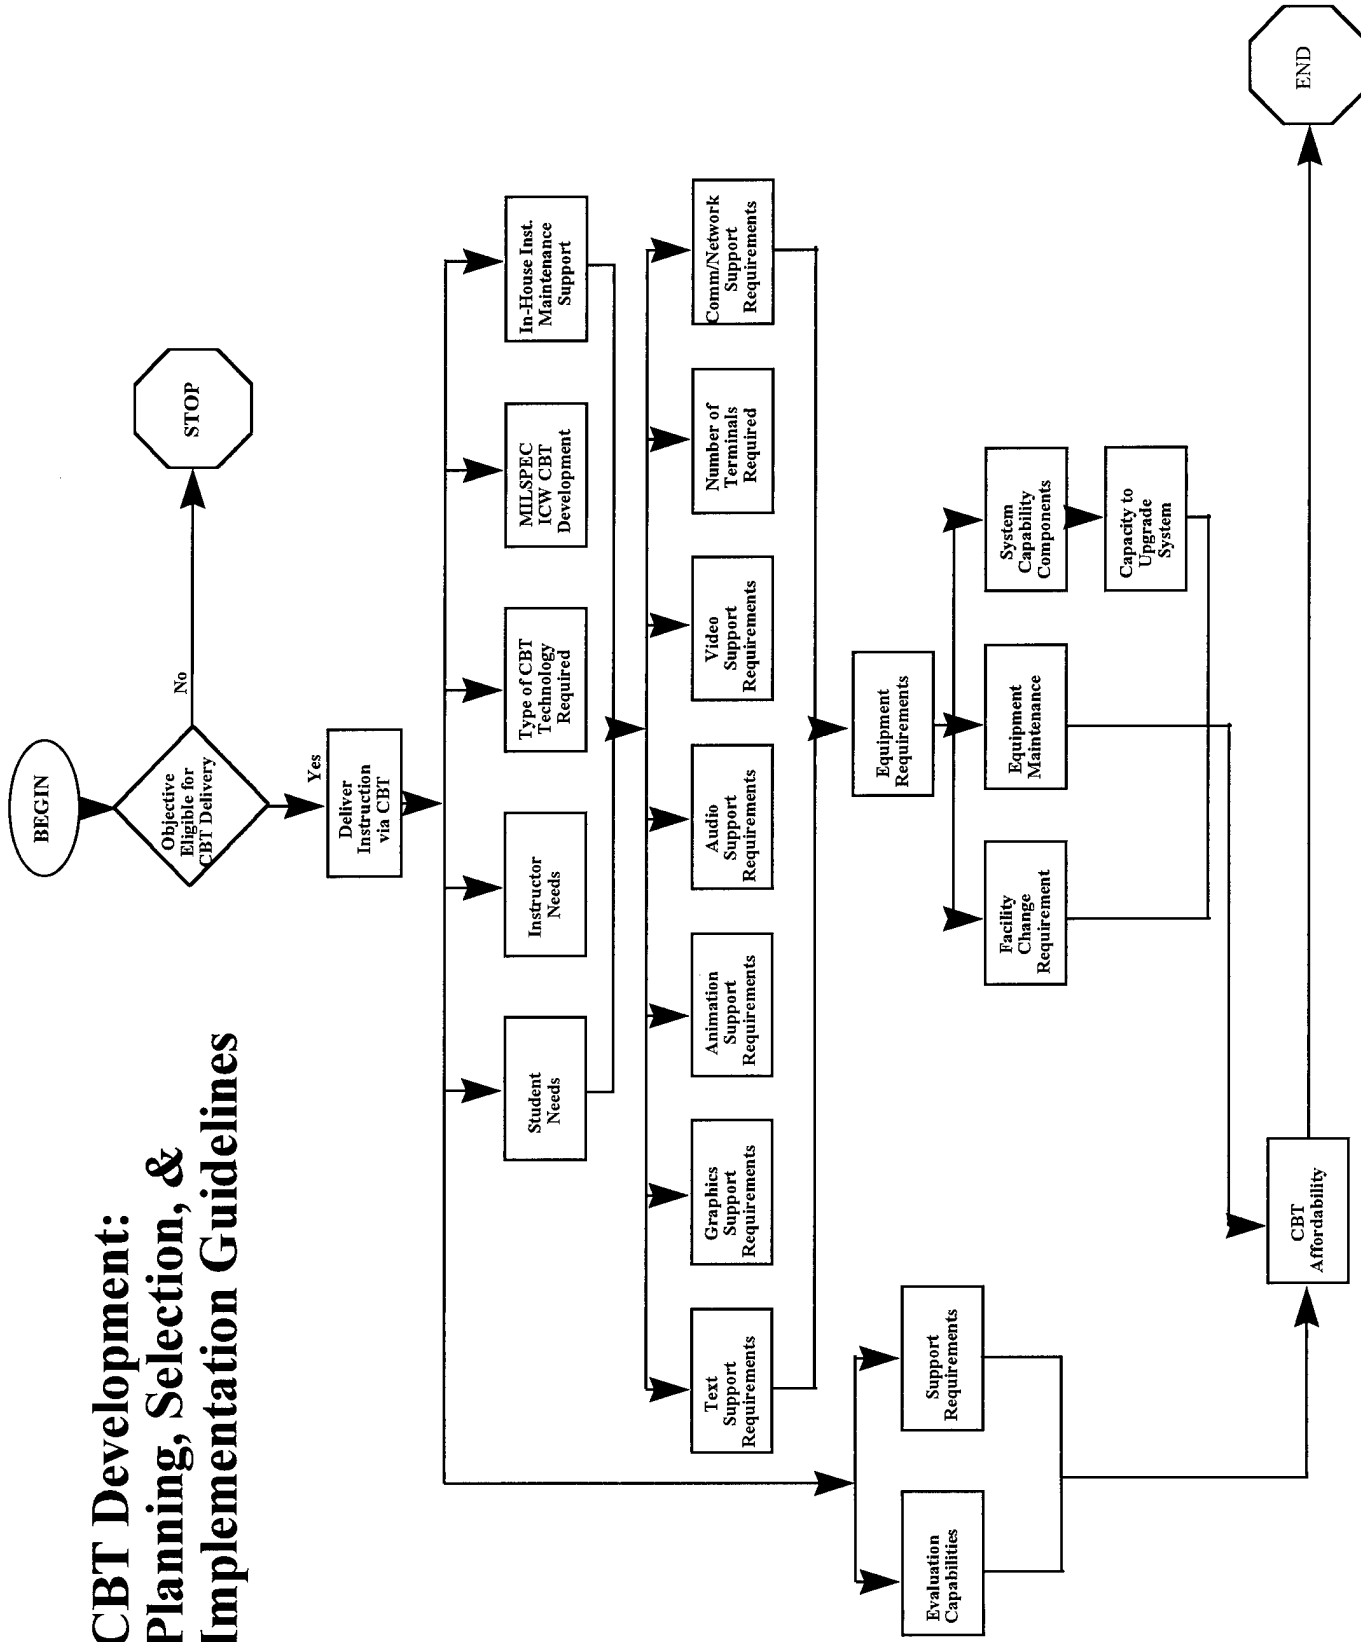 CBT Development:
Planning, Selection, &
Implementation Guidelines
BEGIN
Objective
Eligible for
CBT Delivery
No
STOP
Yes
Deliver
Instruction
via CBT
Student
Needs
Instructor
Needs
Type of CBT
Technology
Required
MILSPEC
ICW CBT
Development
In-House Inst.
Maintenance
Support
Text
Support
Requirements
Graphics
Support
Requirements
Animation
Support
Requirements
Audio
Support
Requirements
Video
Support
Requirements
Number of
Terminals
Required
Comm/Network
Support
Requirements
Equipment
Requirements
Evaluation
Capabilities
Support
Requirements
Facility
Change
Requirement
Equipment
Maintenance
System
Capability
Components
Capacity to
Upgrade
System
CBT
Affordability
END